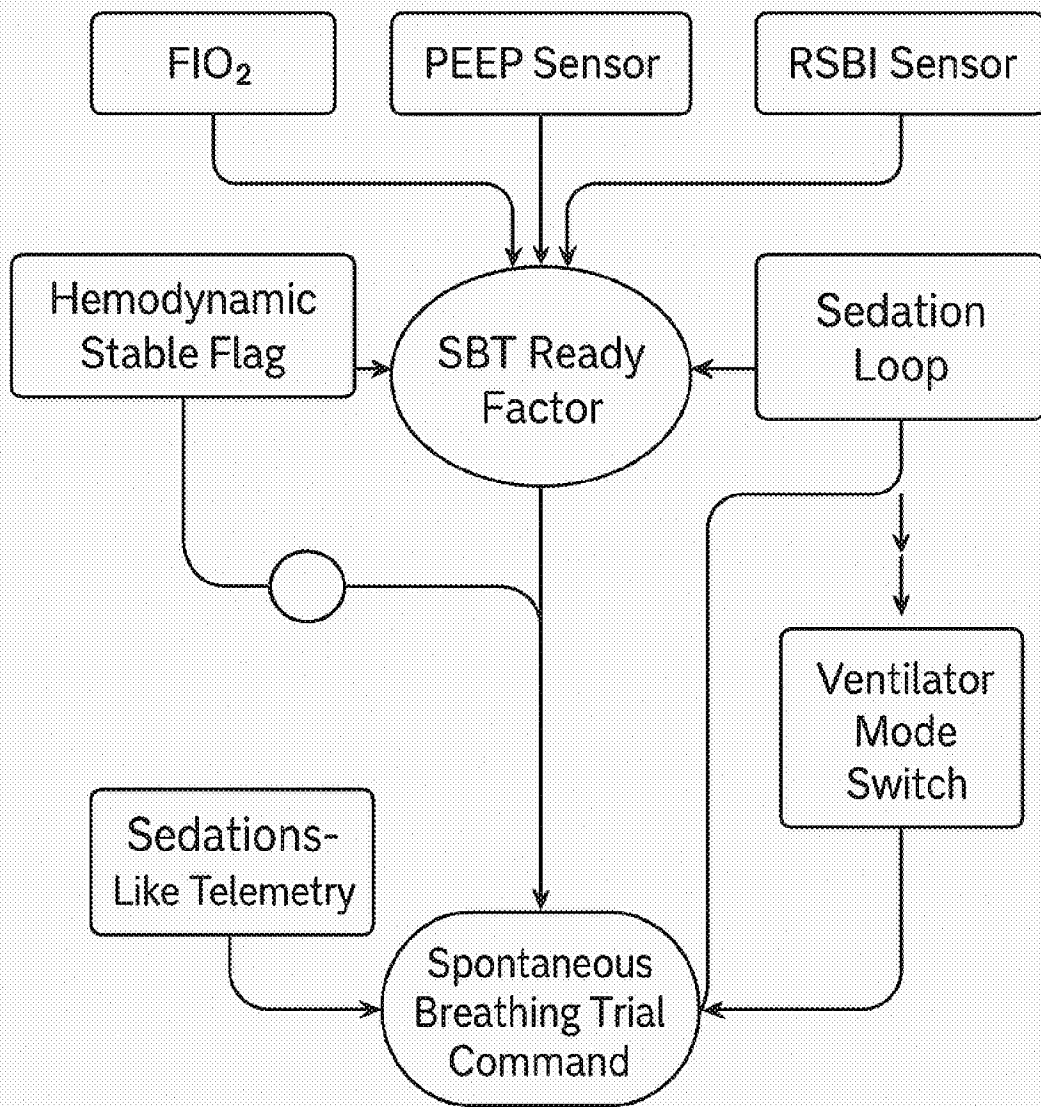 FIO₂
PEEP Sensor
RSBI Sensor
Hemodynamic
Stable Flag
SBT Ready
Factor
Sedation
Loop
Ventilator
Mode
Switch
Sedations-
Like Telemetry
Spontaneous
Breathing Trial
Command